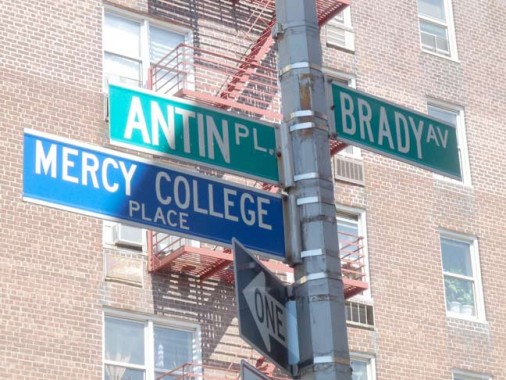 ANTIN PL.
BRADY AV
MERCY COLLEGE
PLACE
ONE